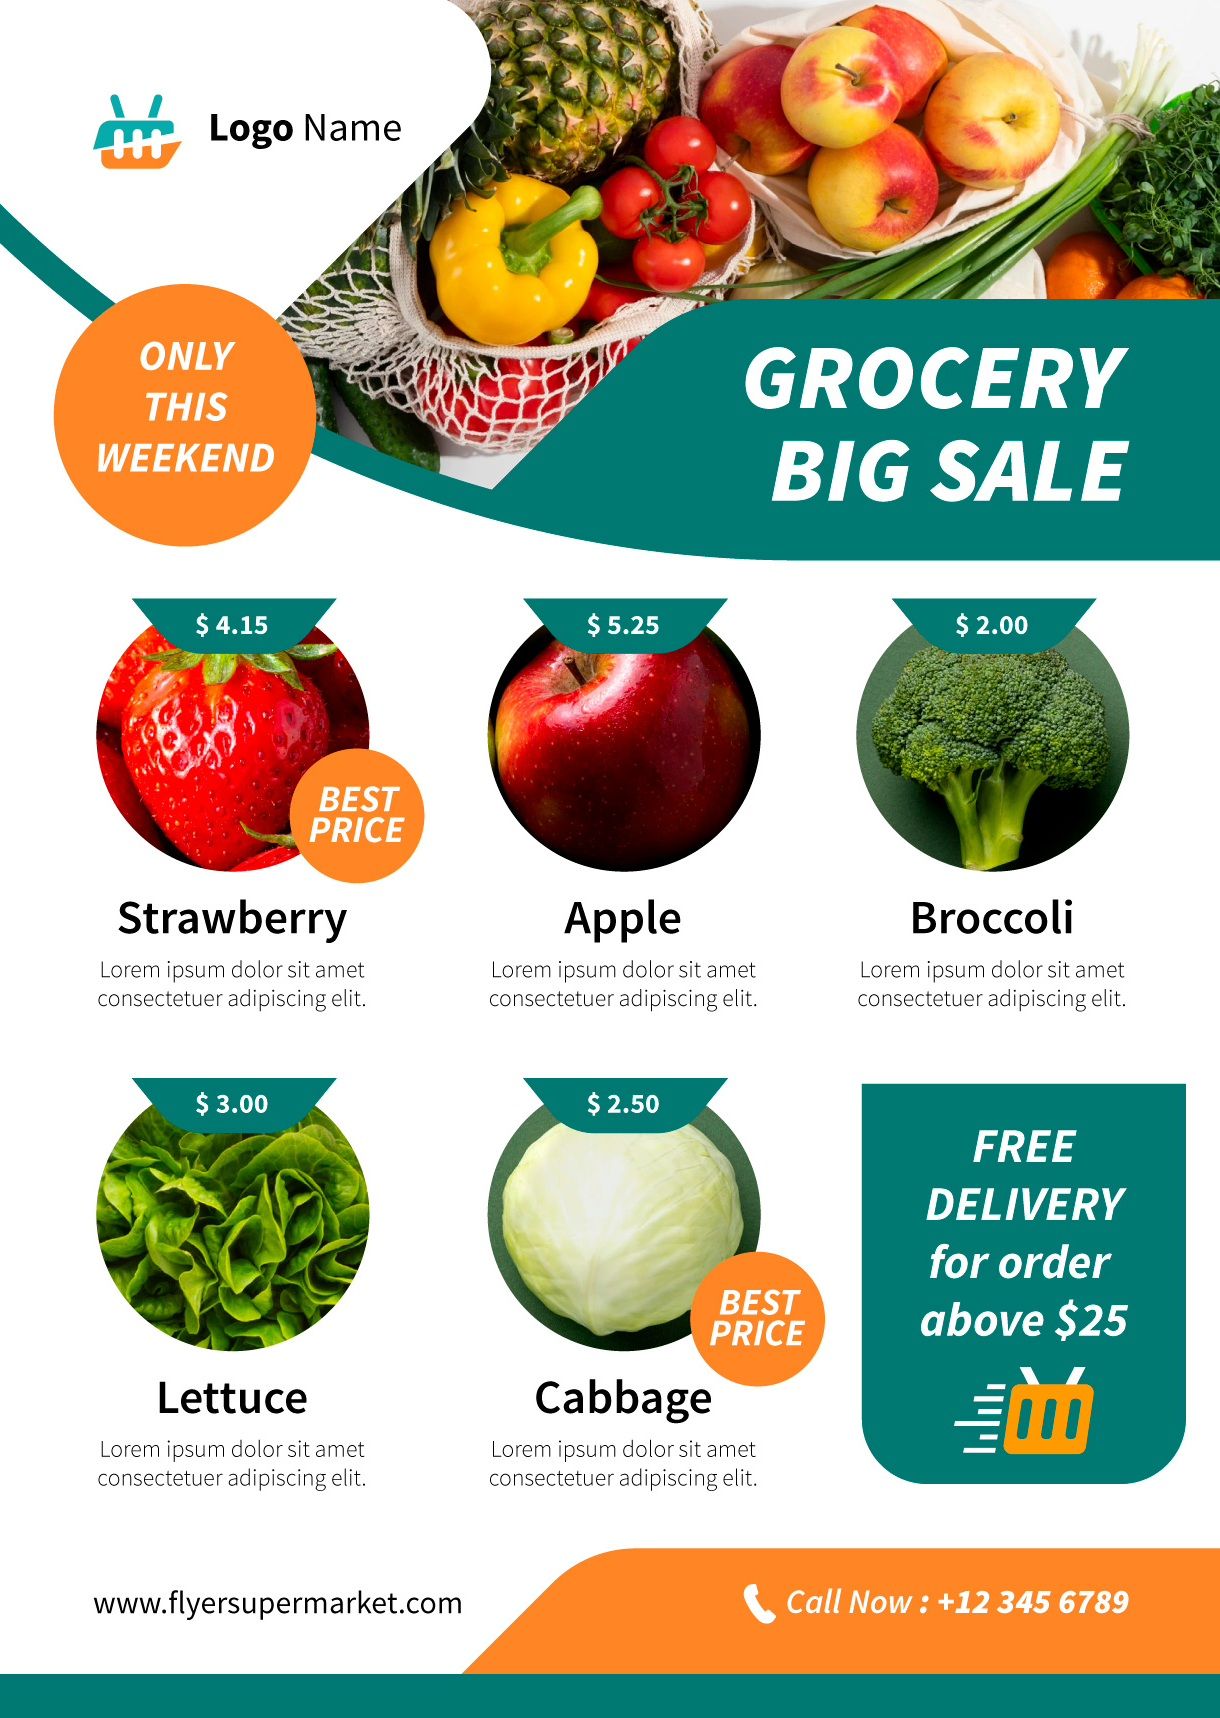 Logo Name
ONLY
THIS
WEEKEND
GROCERY
BIG SALE
$ 4.15
BEST
PRICE
Strawberry
Lorem ipsum dolor sit amet
consectetuer adipiscing elit.
$ 5.25
Apple
Lorem ipsum dolor sit amet
consectetuer adipiscing elit.
$ 2.00
Broccoli
Lorem ipsum dolor sit amet
consectetuer adipiscing elit.
$ 3.00
Lettuce
Lorem ipsum dolor sit amet
consectetuer adipiscing elit.
$ 2.50
BEST
PRICE
Cabbage
Lorem ipsum dolor sit amet
consectetuer adipiscing elit.
FREE
DELIVERY
for order
above $25
www.flyersupermarket.com
Call Now : +12 345 6789